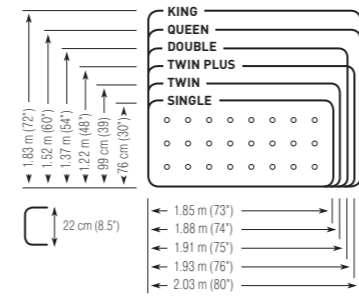 KING
QUEEN
DOUBLE
TWIN PLUS
TWIN
SINGLE
1.83 m (72")
1.52 m (60")
1.37 m (54")
1.22 m (48")
99 cm (39)
76 cm (30")
22 cm (8.5")
1.85 m (73")
1.88 m (74")
1.91 m (75")
1.93 m (76")
2.03 m (80")